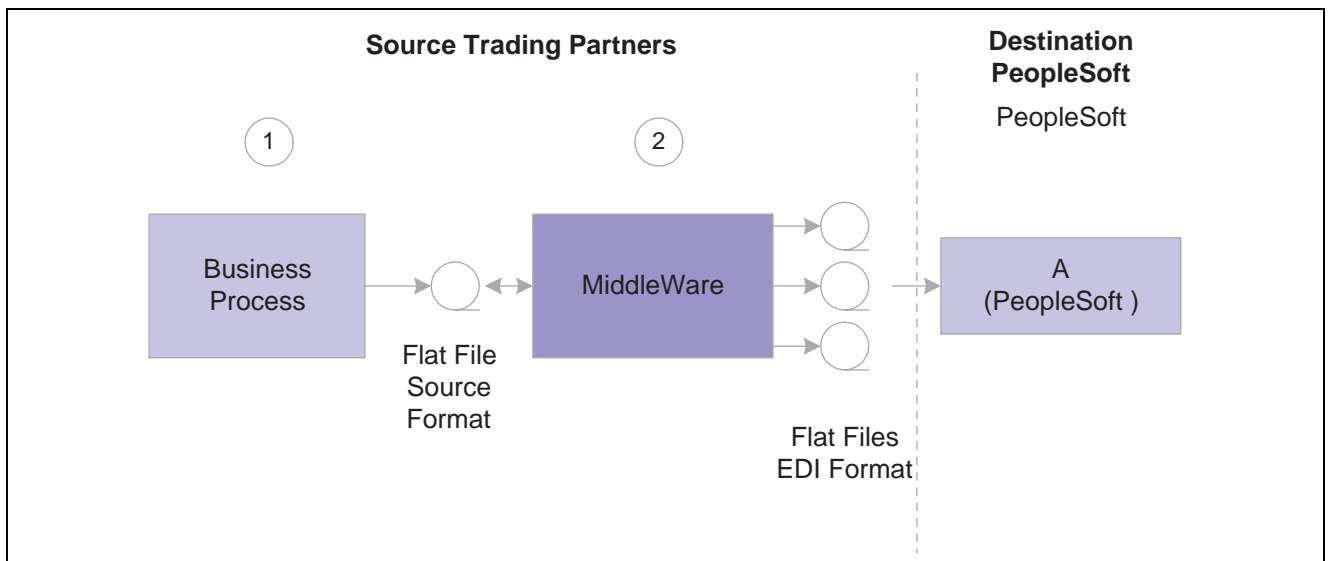 Source Trading Partners
Destination
PeopleSoft
PeopleSoft
1
2
Business
Process
MiddleWare
A
(PeopleSoft )
Flat File
Source
Format
Flat Files
EDI Format